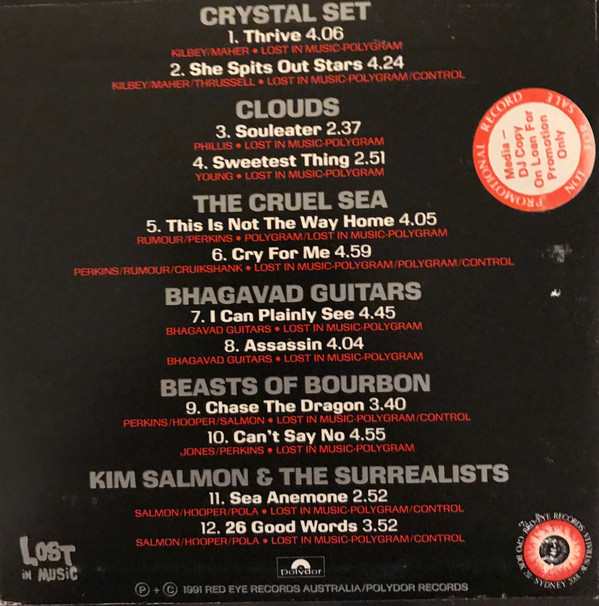 CRYSTAL SET
1. Thrive 4.06
KILBEY/MAHER • LOST IN MUSIC-POLYGRAM
2. She Spits Out Stars 4.24
KILBEY/MAHER/THRUSSELL • LOST IN MUSIC-POLYGRAM/CONTROL
CLOUDS
3. Souleater 2.37
PHILLIS • LOST IN MUSIC-POLYGRAM
4. Sweetest Thing 2.51
YOUNG • LOST IN MUSIC-POLYGRAM
THE CRUEL SEA
5. This Is Not The Way Home 4.05
RUMOUR/PERKINS • POLYGRAM/LOST IN MUSIC-POLYGRAM
6. Cry For Me 4.59
PERKINS/RUMOUR/CRUIKSHANK • LOST IN MUSIC-POLYGRAM/POLYGRAM/CONTROL
BHAGAVAD GUITARS
7. I Can Plainly See 4.45
BHAGAVAD GUITARS • LOST IN MUSIC-POLYGRAM
8. Assassin 4.04
BHAGAVAD GUITARS • LOST IN MUSIC-POLYGRAM
BEASTS OF BOURBON
9. Chase The Dragon 3.40
PERKINS/HOOPER/SALMON • LOST IN MUSIC-POLYGRAM/CONTROL
10. Can't Say No 4.55
JONES/PERKINS • LOST IN MUSIC-POLYGRAM
KIM SALMON & THE SURREALISTS
11. Sea Anemone 2.52
SALMON/HOOPER/POLA • LOST IN MUSIC-POLYGRAM/CONTROL
12. 26 Good Words 3.52
SALMON/HOOPER/POLA • LOST IN MUSIC-POLYGRAM/CONTROL
PROMOTIONAL RECORD
FOR SALE
Media –
DJ Copy
On Loan For
Promotion
Only
LOST
IN MUSIC
polydor
Ⓟ + © 1991 RED EYE RECORDS AUSTRALIA/POLYDOR RECORDS
RED EYE RECORDS
SYDNEY